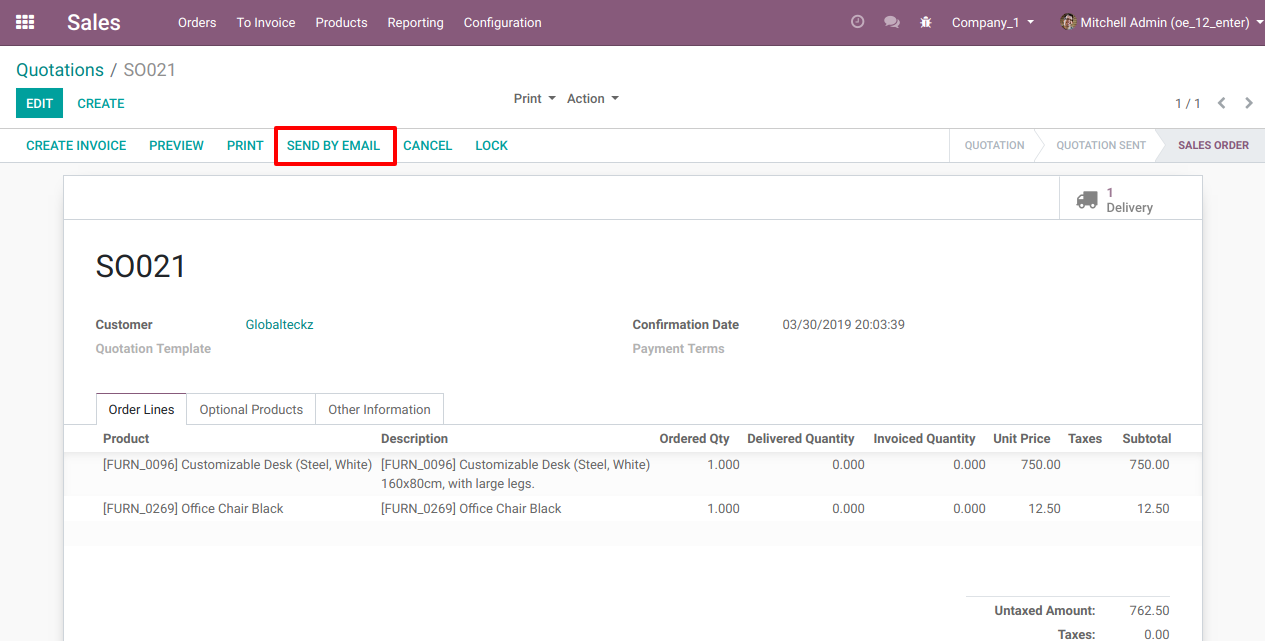 Sales Orders To Invoice Products Reporting Configuration Company_1 Mitchell Admin (oe_12_enter)
Quotations / SO021
EDIT CREATE Print Action 1 / 1
CREATE INVOICE PREVIEW PRINT SEND BY EMAIL CANCEL LOCK QUOTATION QUOTATION SENT SALES ORDER
1
Delivery
SO021
Customer Globalteckz Confirmation Date 03/30/2019 20:03:39
Quotation Template Payment Terms
Order Lines Optional Products Other Information
Product Description Ordered Qty Delivered Quantity Invoiced Quantity Unit Price Taxes Subtotal
[FURN_0096] Customizable Desk (Steel, White) [FURN_0096] Customizable Desk (Steel, White) 1.000 0.000 0.000 750.00 750.00
160x80cm, with large legs.
[FURN_0269] Office Chair Black [FURN_0269] Office Chair Black 1.000 0.000 0.000 12.50 12.50
Untaxed Amount: 762.50
Taxes: 0.00